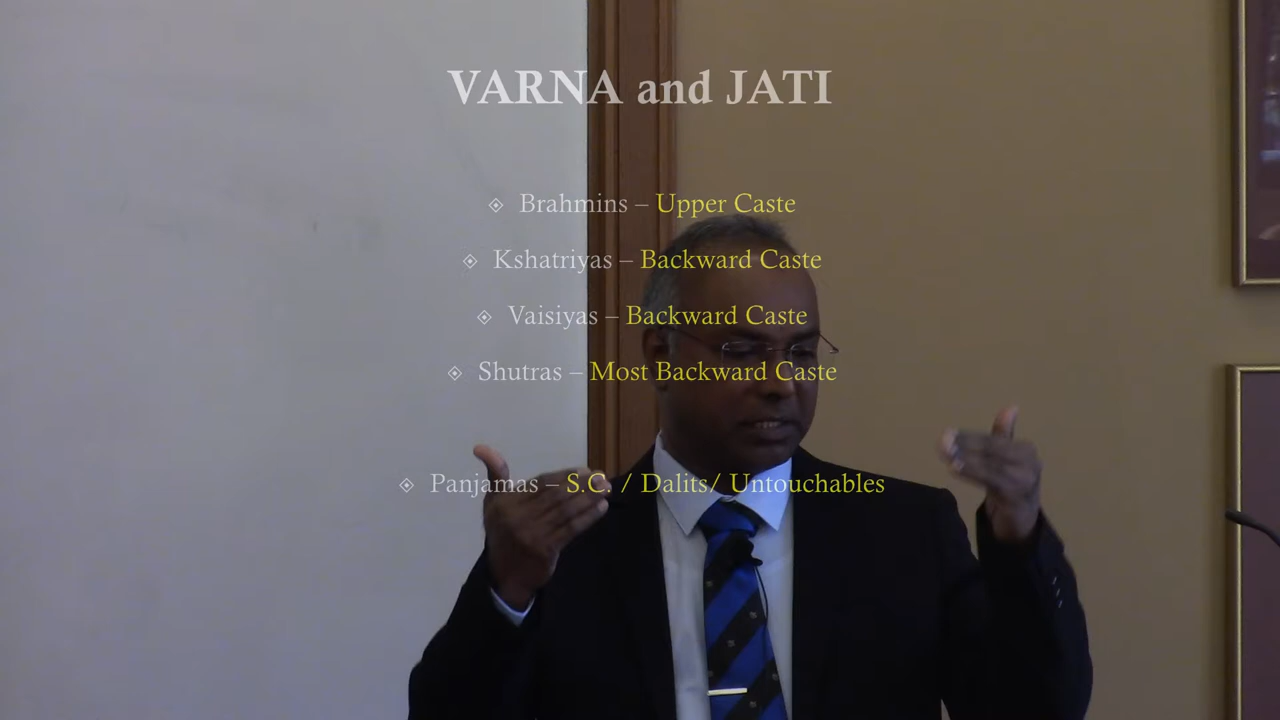 VARNA and JATI
Brahmins – Upper Caste
Kshatriyas – Backward Caste
Vaisiyas – Backward Caste
Shutras – Most Backward Caste
Panjamas – S.C. / Dalits/ Untouchables